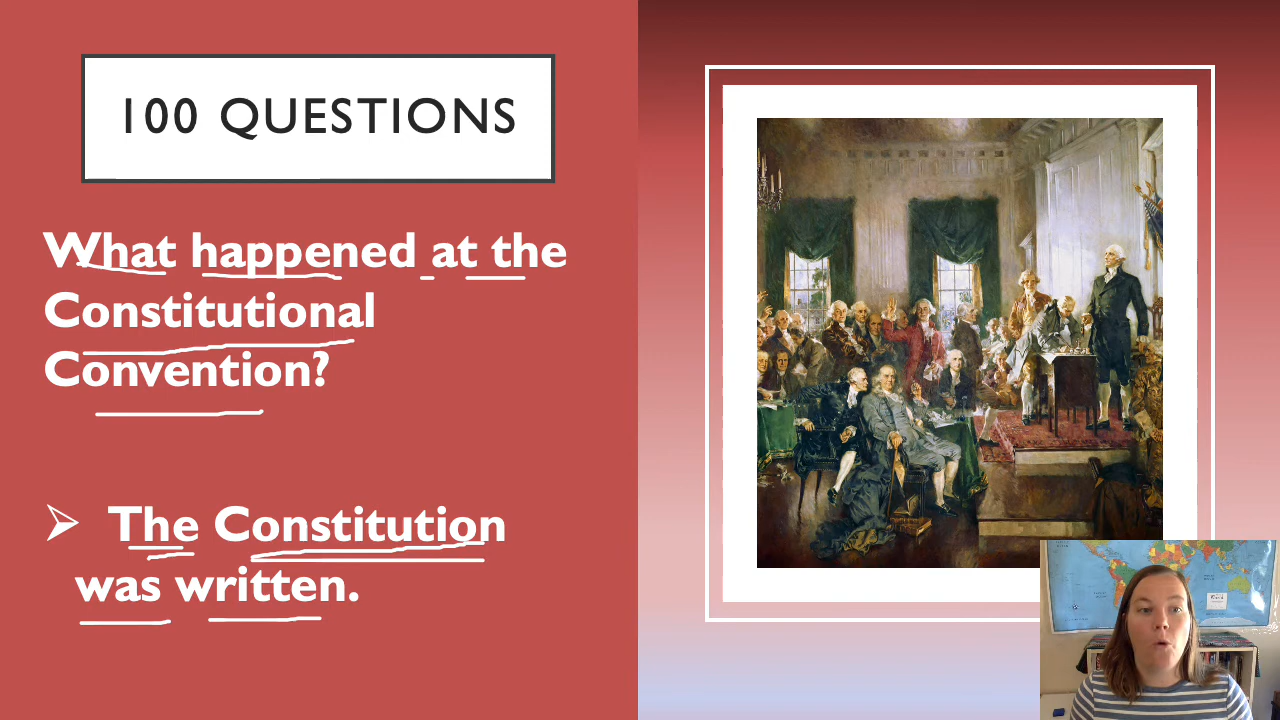 100 QUESTIONS
What happened at the
Constitutional
Convention?
The Constitution
was written.